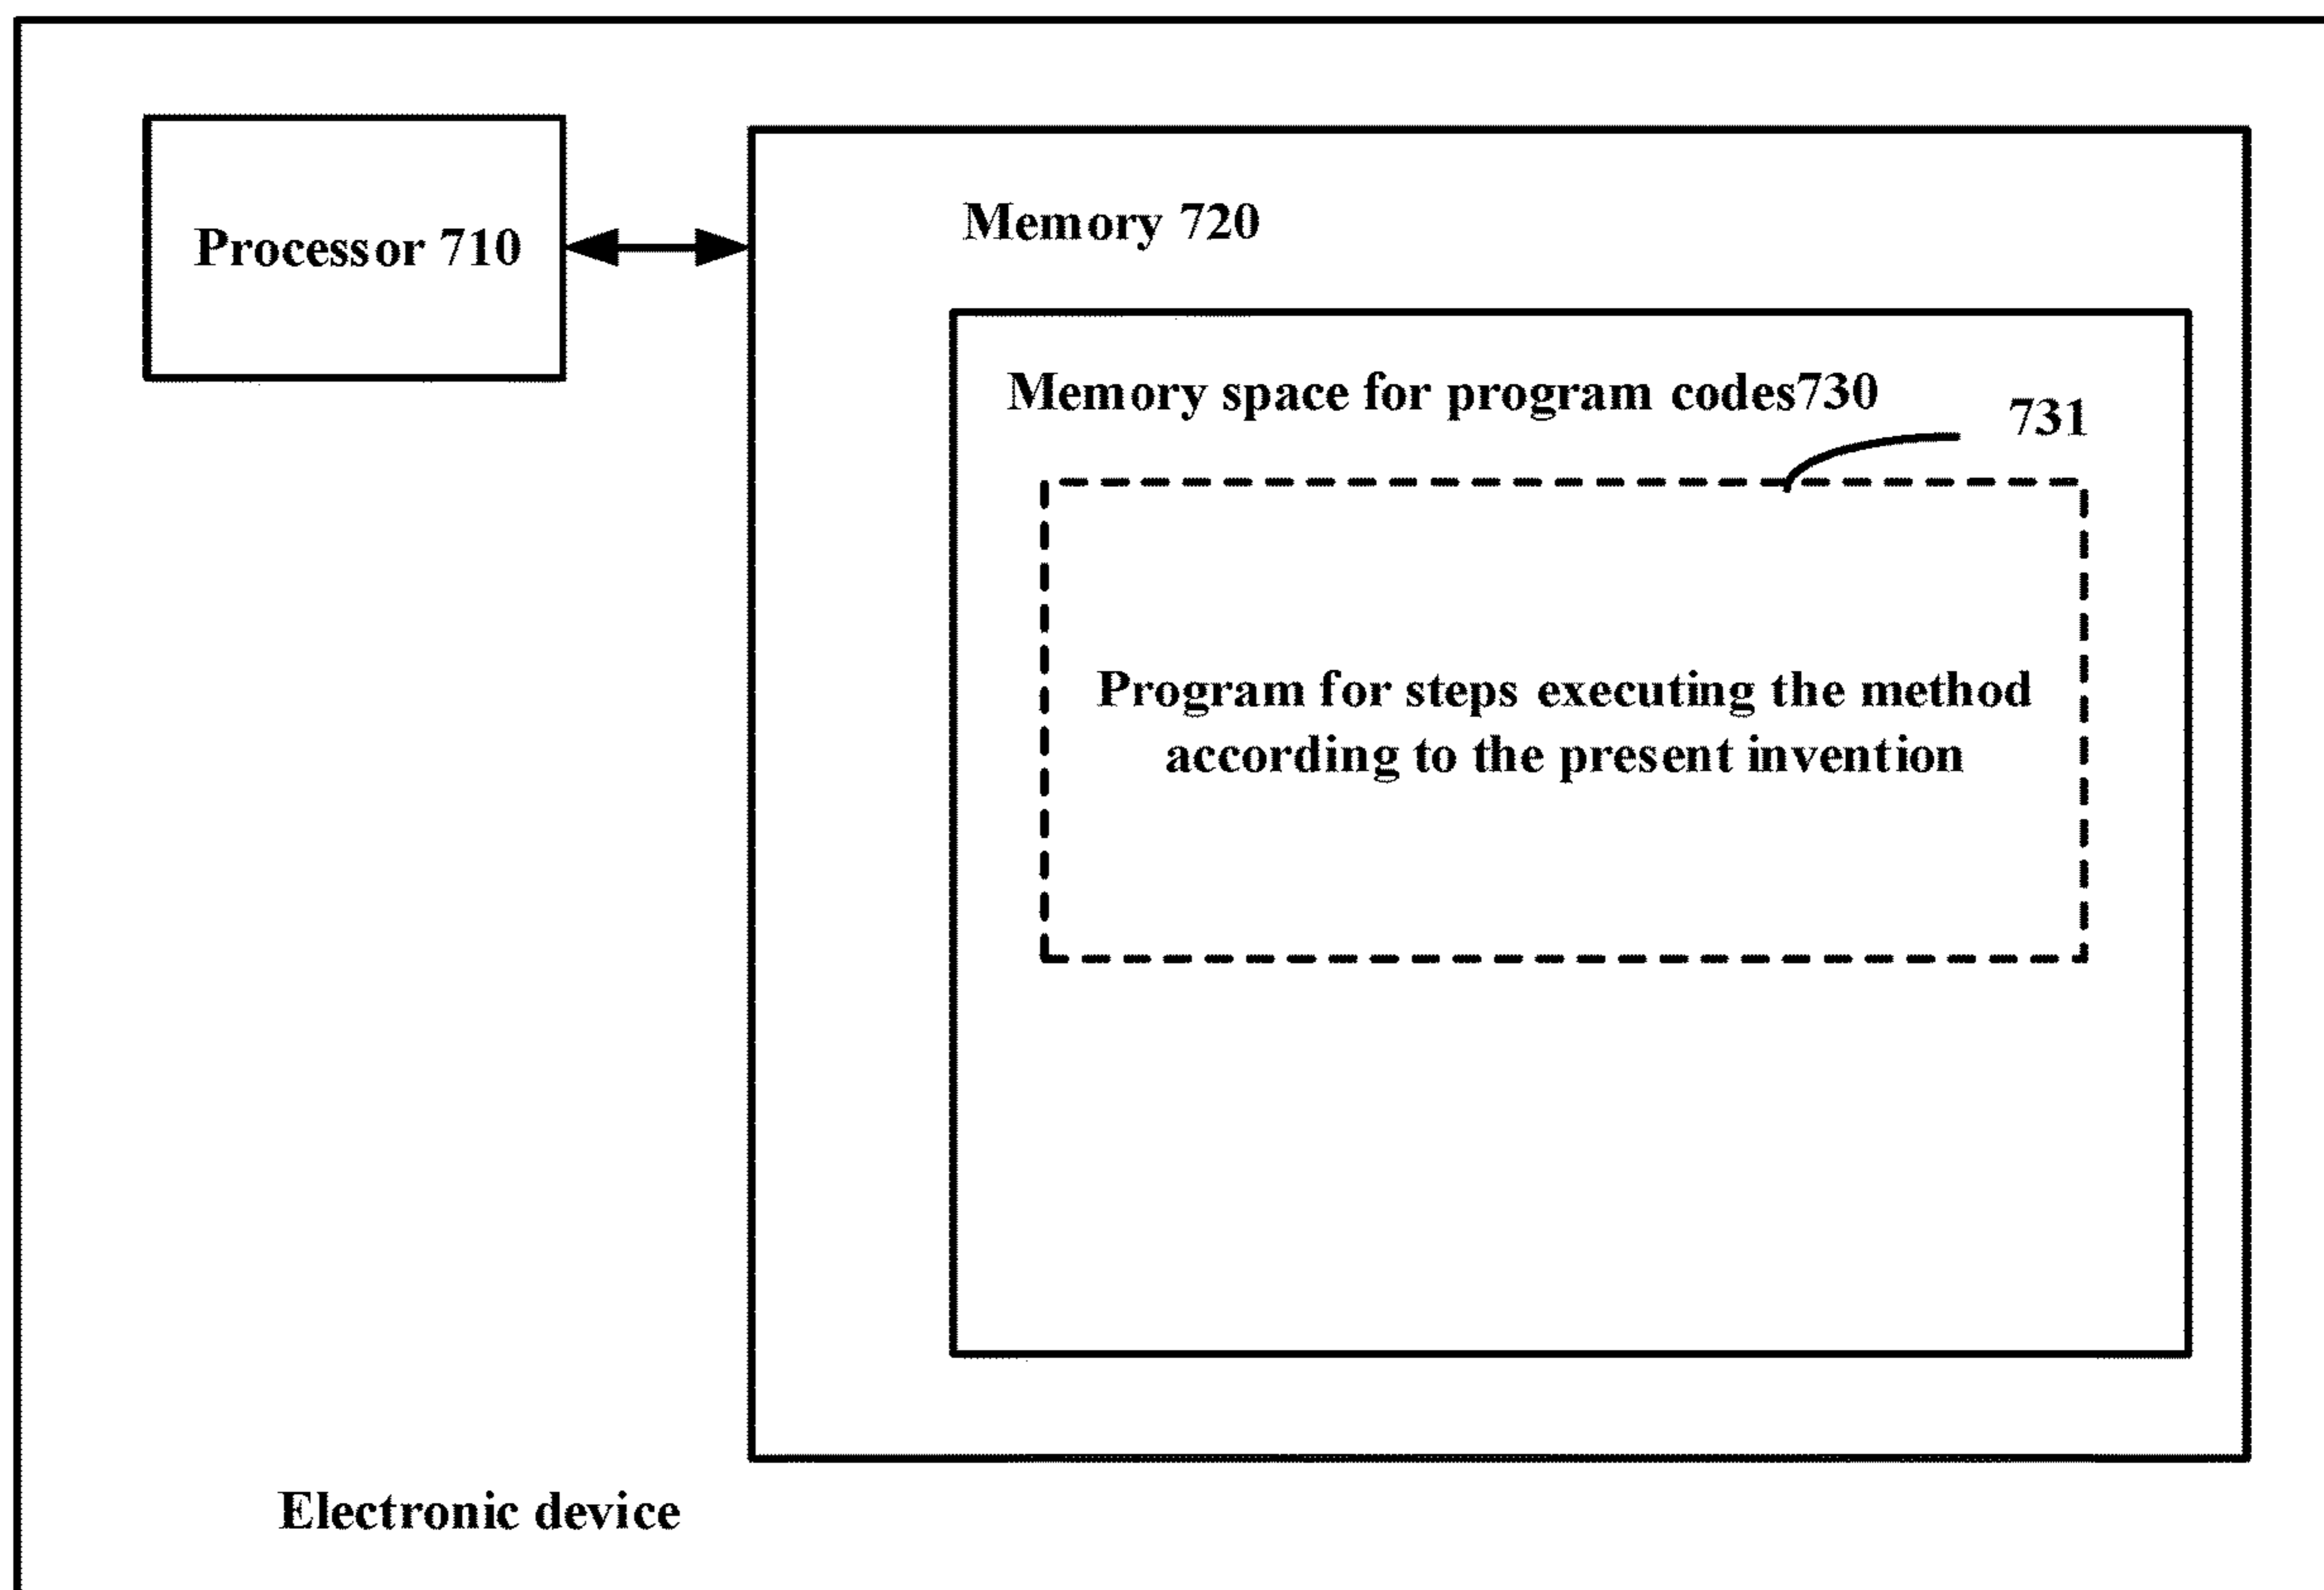 Processor 710
Memory 720
Memory space for program codes730
731
Program for steps executing the method
according to the present invention
Electronic device